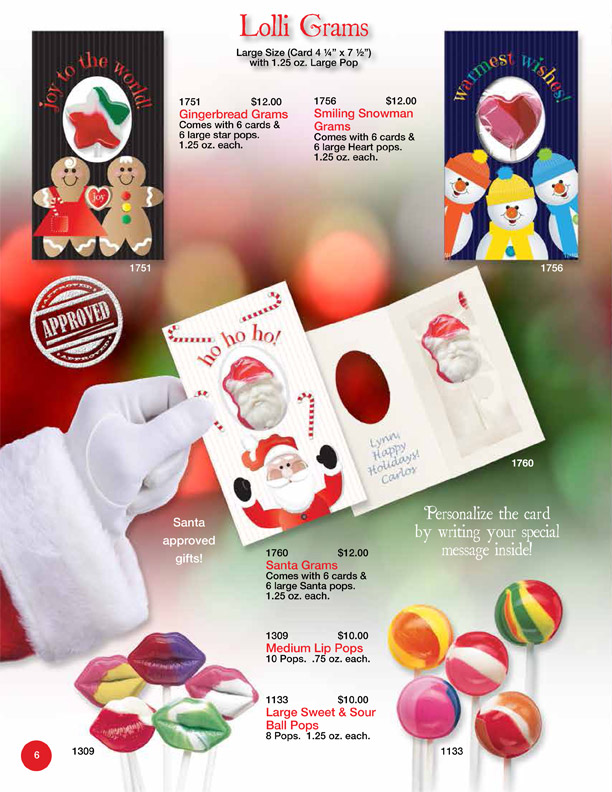 Lolli Grams
Large Size (Card 4 ¼” x 7 ½”)
with 1.25 oz. Large Pop
joy to the world!
joy
1751
1751 $12.00
Gingerbread Grams
Comes with 6 cards &
6 large star pops.
1.25 oz. each.
1756 $12.00
Smiling Snowman
Grams
Comes with 6 cards &
6 large Heart pops.
1.25 oz. each.
warmest wishes!
1756
APPROVED
APPROVED
APPROVED
ho ho ho!
Lynn,
Happy
Holidays!
Carlos
1760
Santa
approved
gifts!
Personalize the card
by writing your special
message inside!
1760 $12.00
Santa Grams
Comes with 6 cards &
6 large Santa pops.
1.25 oz. each.
1309 $10.00
Medium Lip Pops
10 Pops. .75 oz. each.
1133 $10.00
Large Sweet & Sour
Ball Pops
8 Pops. 1.25 oz. each.
6
1309
1133